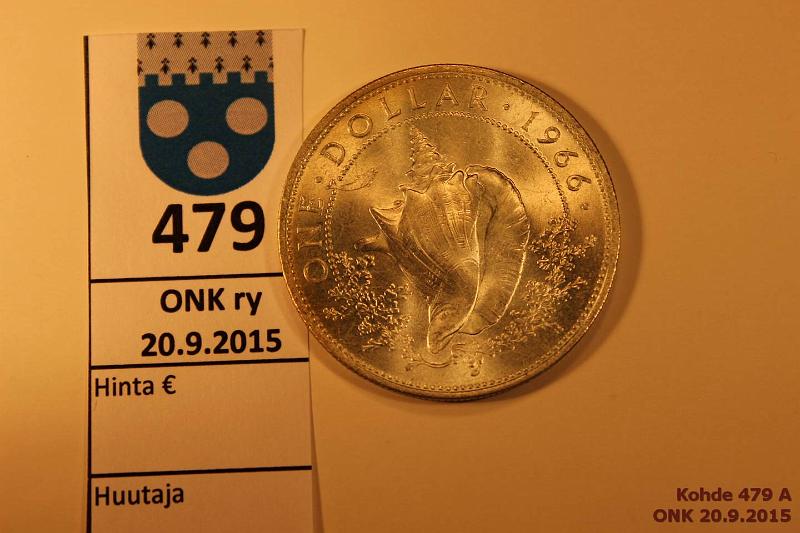 479
ONK ry
20.9.2015
Hinta €
Huutaja
ONE · DOLLAR · 1966
Kohde 479 A
ONK 20.9.2015